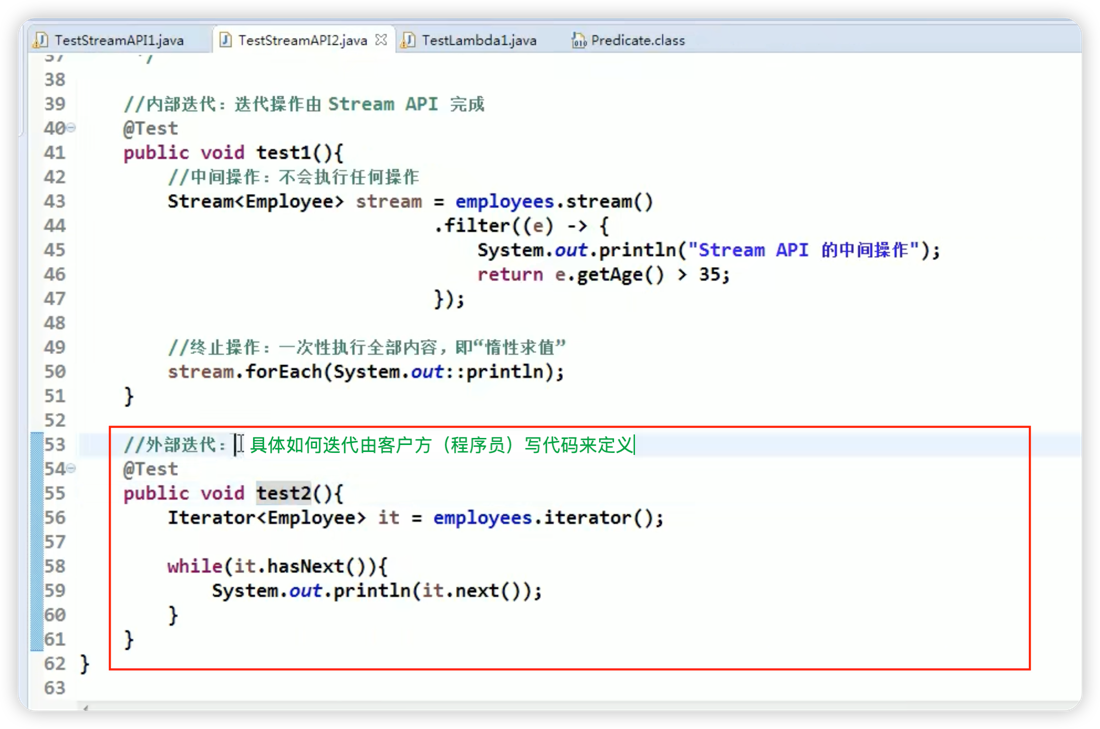 TestStreamAPI1.java TestStreamAPI2.java TestLambda1.java Predicate.class
37 */
38
39 //内部迭代：迭代操作由 Stream API 完成
40 @Test
41 public void test1(){
42 //中间操作：不会执行任何操作
43 Stream<Employee> stream = employees.stream()
44 .filter((e) -> {
45 System.out.println("Stream API 的中间操作");
46 return e.getAge() > 35;
47 });
48
49 //终止操作：一次性执行全部内容，即“惰性求值”
50 stream.forEach(System.out::println);
51 }
52
53 //外部迭代： 具体如何迭代由客户方（程序员）写代码来定义
54 @Test
55 public void test2(){
56 Iterator<Employee> it = employees.iterator();
57
58 while(it.hasNext()){
59 System.out.println(it.next());
60 }
61 }
62 }
63